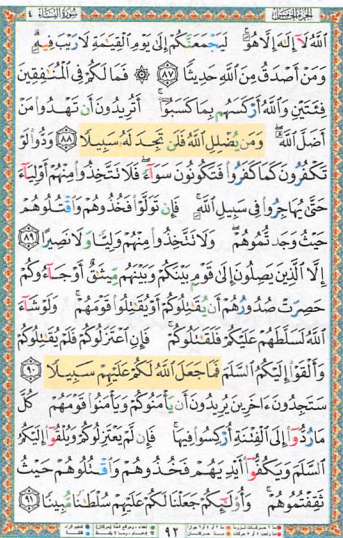 الجزء الخامس سورة النساء ٤
ٱللَّهُ لَآ إِلَٰهَ إِلَّا هُوَۚ لَيَجۡمَعَنَّكُمۡ إِلَىٰ يَوۡمِ ٱلۡقِيَٰمَةِ لَا رَيۡبَ فِيهِۗ
وَمَنۡ أَصۡدَقُ مِنَ ٱللَّهِ حَدِيثٗا ٨٧ ۞ فَمَا لَكُمۡ فِي ٱلۡمُنَٰفِقِينَ
فِئَتَيۡنِ وَٱللَّهُ أَرۡكَسَهُم بِمَا كَسَبُوٓاْۚ أَتُرِيدُونَ أَن تَهۡدُواْ مَنۡ
أَضَلَّ ٱللَّهُۖ وَمَن يُضۡلِلِ ٱللَّهُ فَلَن تَجِدَ لَهُۥ سَبِيلٗا ٨٨ وَدُّواْ لَوۡ
تَكۡفُرُونَ كَمَا كَفَرُواْ فَتَكُونُونَ سَوَآءٗۖ فَلَا تَتَّخِذُواْ مِنۡهُمۡ أَوۡلِيَآءَ
حَتَّىٰ يُهَاجِرُواْ فِي سَبِيلِ ٱللَّهِۚ فَإِن تَوَلَّوۡاْ فَخُذُوهُمۡ وَٱقۡتُلُوهُمۡ
حَيۡثُ وَجَدتُّمُوهُمۡۖ وَلَا تَتَّخِذُواْ مِنۡهُمۡ وَلِيّٗا وَلَا نَصِيرًا ٨٩
إِلَّا ٱلَّذِينَ يَصِلُونَ إِلَىٰ قَوۡمِۭ بَيۡنَكُمۡ وَبَيۡنَهُم مِّيثَٰقٌ أَوۡ جَآءُوكُمۡ
حَصِرَتۡ صُدُورُهُمۡ أَن يُقَٰتِلُوكُمۡ أَوۡ يُقَٰتِلُواْ قَوۡمَهُمۡۚ وَلَوۡ شَآءَ
ٱللَّهُ لَسَلَّطَهُمۡ عَلَيۡكُمۡ فَلَقَٰتَلُوكُمۡۚ فَإِنِ ٱعۡتَزَلُوكُمۡ فَلَمۡ يُقَٰتِلُوكُمۡ
وَأَلۡقَوۡاْ إِلَيۡكُمُ ٱلسَّلَمَ فَمَا جَعَلَ ٱللَّهُ لَكُمۡ عَلَيۡهِمۡ سَبِيلٗا ٩٠
سَتَجِدُونَ ءَاخَرِينَ يُرِيدُونَ أَن يَأۡمَنُوكُمۡ وَيَأۡمَنُواْ قَوۡمَهُمۡ كُلَّ
مَا رُدُّوٓاْ إِلَى ٱلۡفِتۡنَةِ أُرۡكِسُواْ فِيهَاۚ فَإِن لَّمۡ يَعۡتَزِلُوكُمۡ وَيُلۡقُوٓاْ إِلَيۡكُمُ
ٱلسَّلَمَ وَيَكُفُّوٓاْ أَيۡدِيَهُمۡ فَخُذُوهُمۡ وَٱقۡتُلُوهُمۡ حَيۡثُ
ثَقِفۡتُمُوهُمۡۚ وَأُوْلَٰٓئِكُمۡ جَعَلۡنَا لَكُمۡ عَلَيۡهِمۡ سُلۡطَٰنٗا مُّبِينٗا ٩١
٩٢